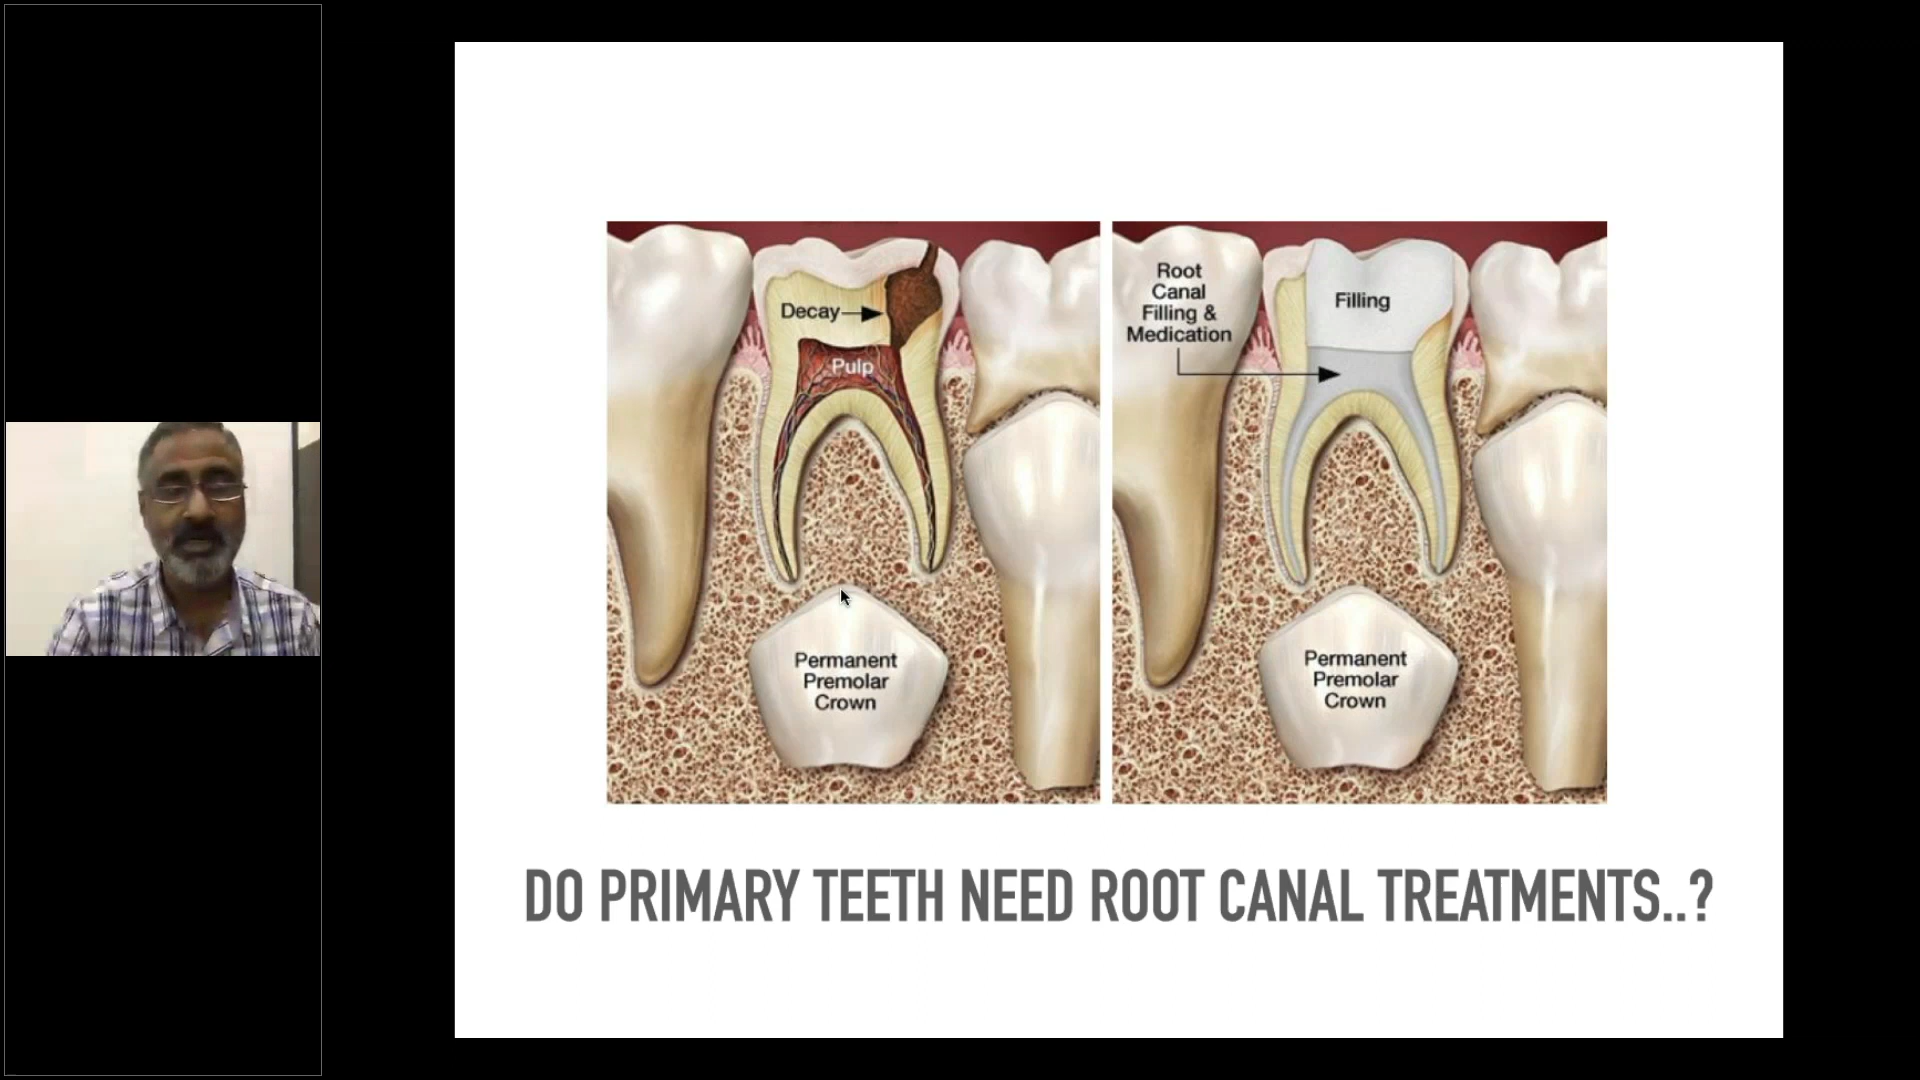 Decay
Pulp
Permanent
Premolar
Crown
Root
Canal
Filling &
Medication
Filling
Permanent
Premolar
Crown
DO PRIMARY TEETH NEED ROOT CANAL TREATMENTS..?